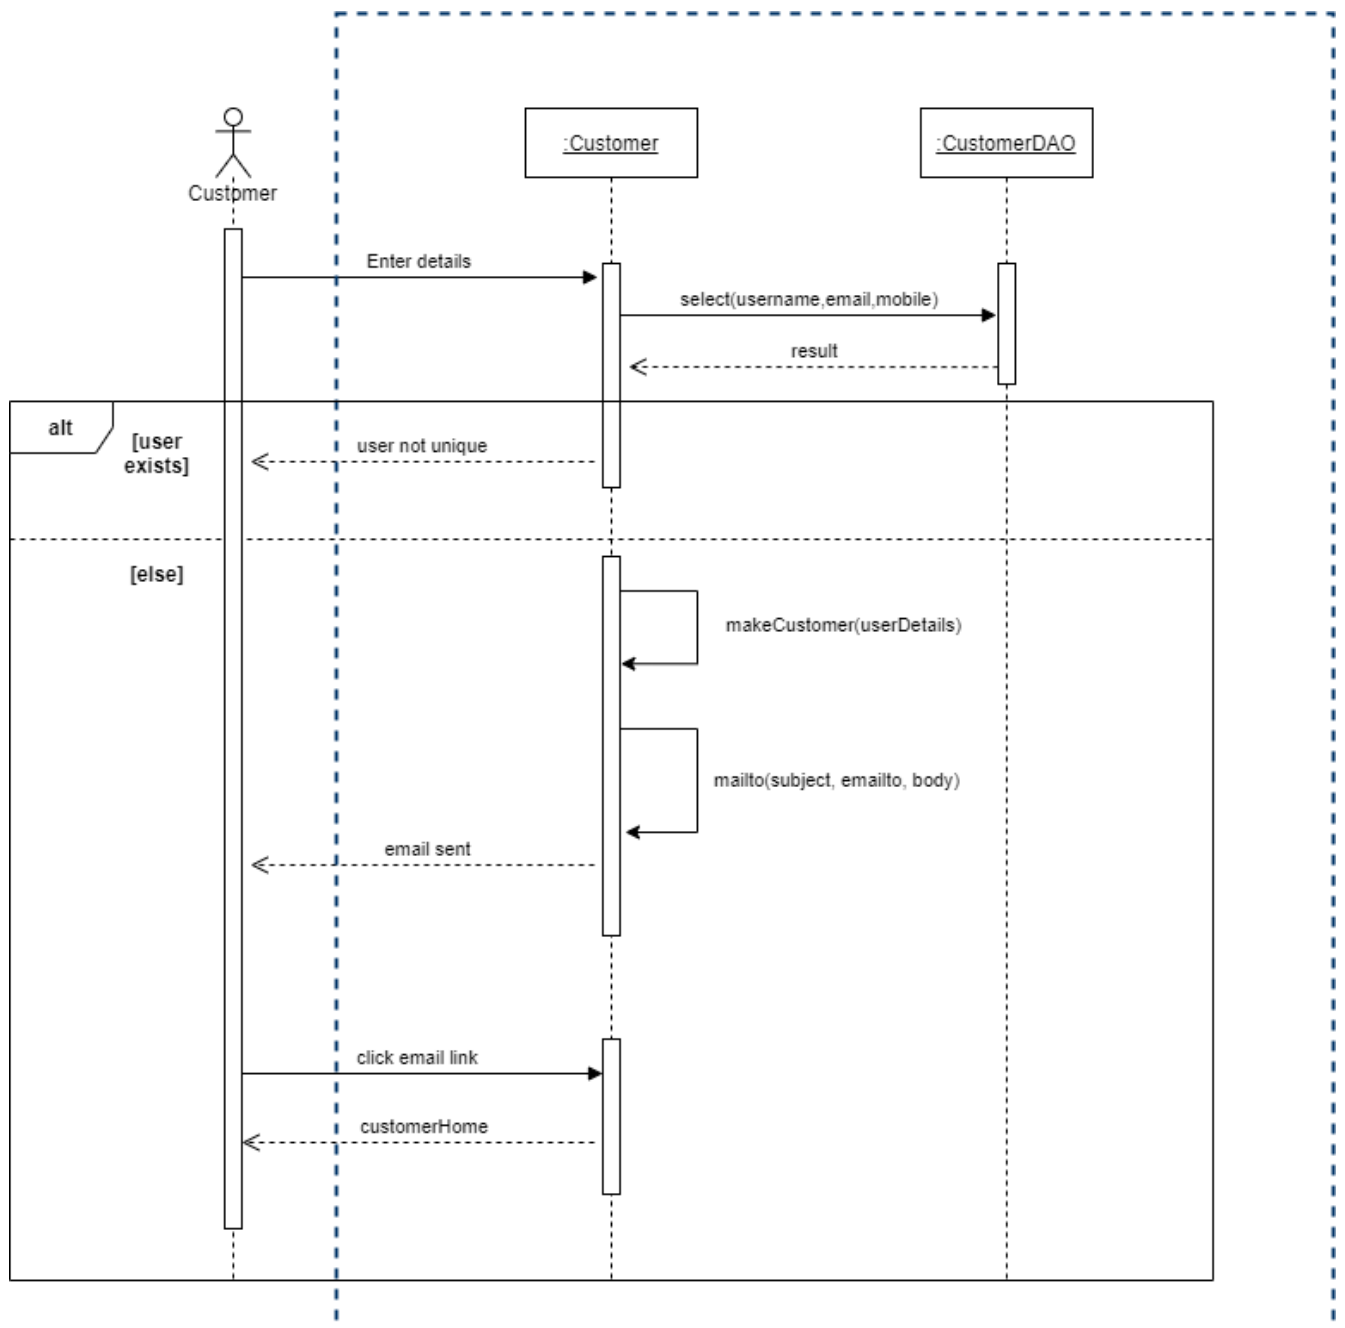 :Customer
:CustomerDAO
Customer
Enter details
select(username,email,mobile)
result
alt
[user
exists]
user not unique
[else]
makeCustomer(userDetails)
mailto(subject, emailto, body)
email sent
click email link
customerHome